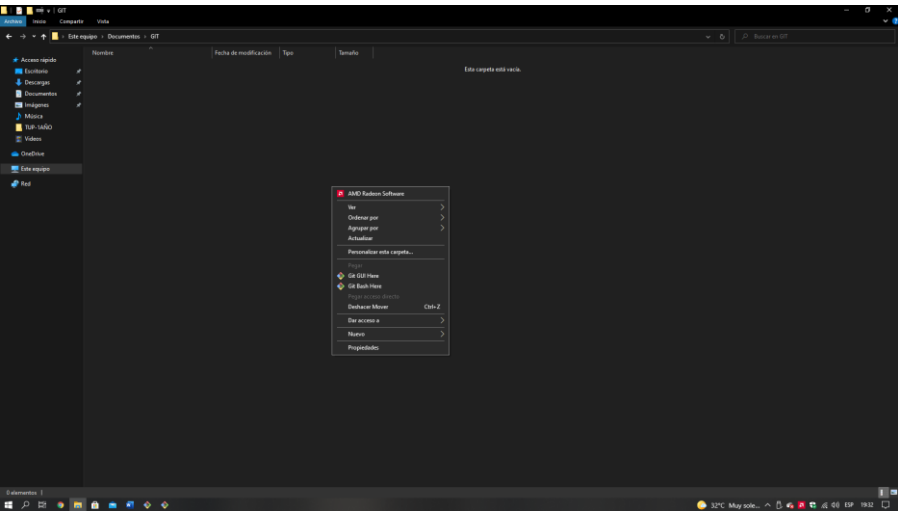 GIT
Archivo Inicio Compartir Vista
Este equipo > Documentos > GIT
Buscar en GIT
Nombre Fecha de modificación Tipo Tamaño
Esta carpeta está vacía.
Acceso rápido
Escritorio
Descargas
Documentos
Imágenes
Música
TUP-1AÑO
Videos
OneDrive
Este equipo
Red
AMD Radeon Software
Ver
Ordenar por
Agrupar por
Actualizar
Personalizar esta carpeta...
Pegar
Git GUI Here
Git Bash Here
Pegar acceso directo
Deshacer Mover Ctrl+Z
Dar acceso a
Nuevo
Propiedades
0 elementos
32°C Muy sole... ESP 19:32